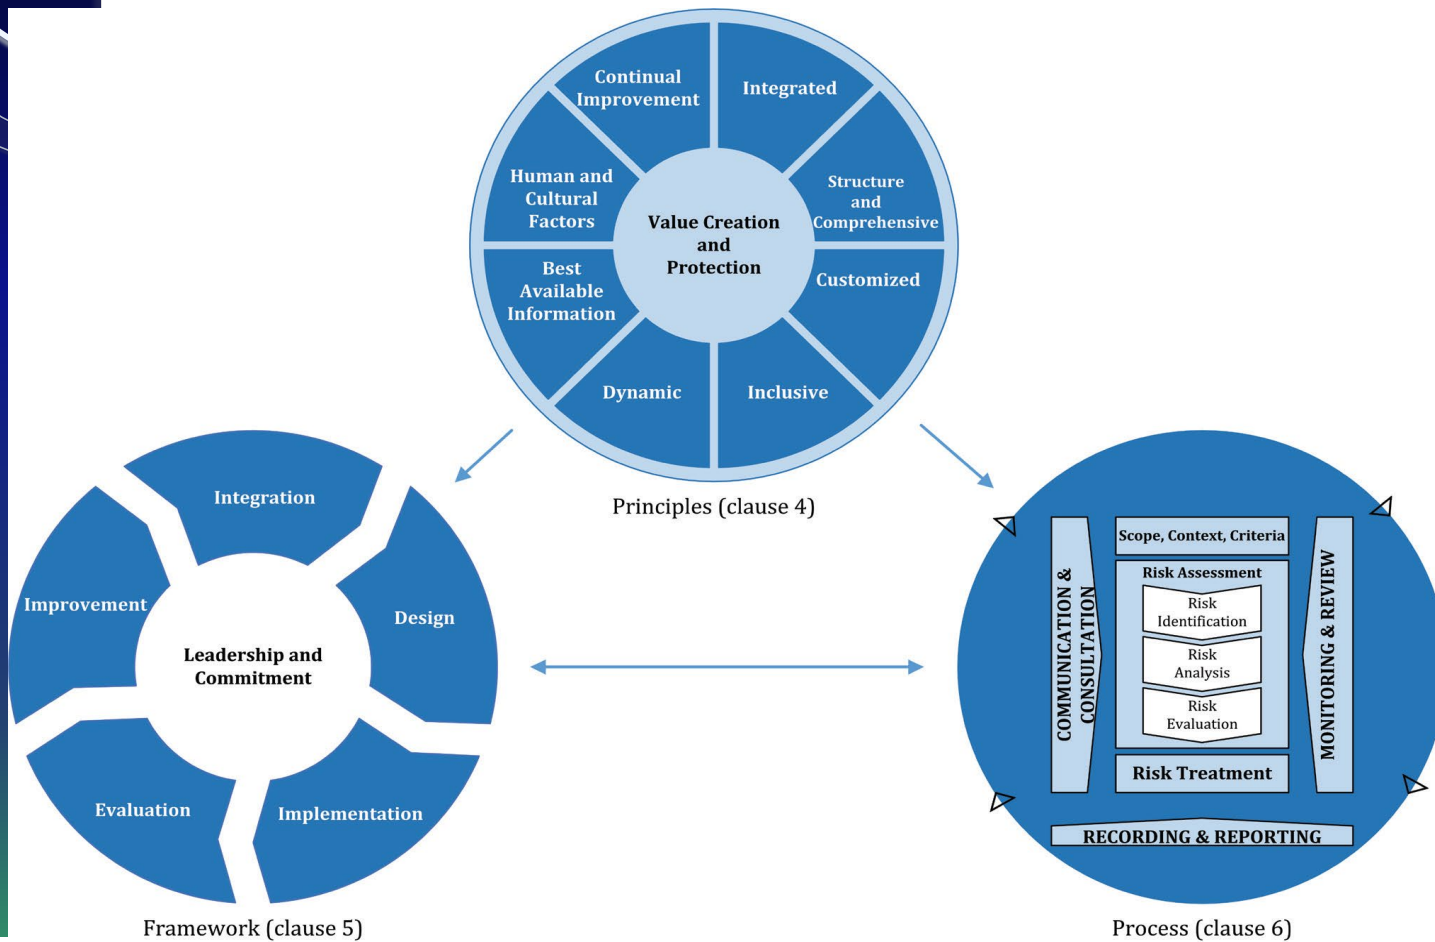 Continual
Improvement
Integrated
Human and
Cultural
Factors
Structure
and
Comprehensive
Value Creation
and
Protection
Best
Available
Information
Customized
Dynamic
Inclusive
Principles (clause 4)
Integration
Improvement
Design
Leadership and
Commitment
Evaluation
Implementation
Framework (clause 5)
Scope, Context, Criteria
Risk Assessment
Risk
Identification
Risk
Analysis
Risk
Evaluation
Risk Treatment
COMMUNICATION &
CONSULTATION
MONITORING & REVIEW
RECORDING & REPORTING
Process (clause 6)